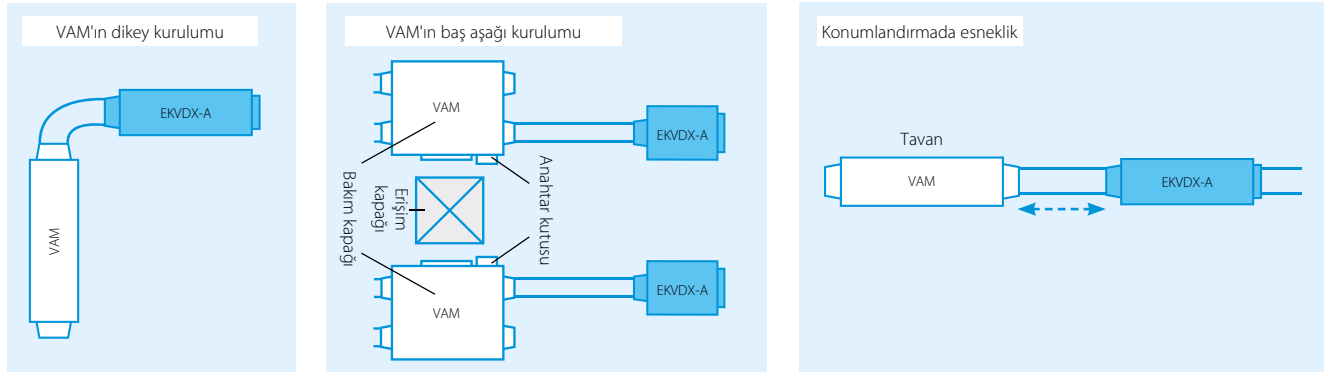 VAM'ın dikey kurulumu
EKVDX-A
VAM
VAM'ın baş aşağı kurulumu
VAM
EKVDX-A
Bakım kapağı
Erişim
kapağı
Anahtar kutusu
VAM
EKVDX-A
Konumlandırmada esneklik
Tavan
VAM
EKVDX-A